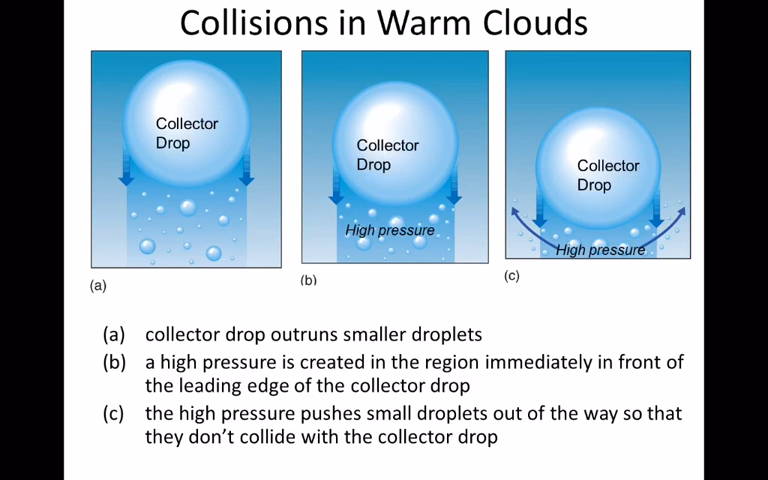 Collisions in Warm Clouds
Collector
Drop
Collector
Drop
Collector
Drop
High pressure
High pressure
(a)
(b)
(c)
(a) collector drop outruns smaller droplets
(b) a high pressure is created in the region immediately in front of
the leading edge of the collector drop
(c) the high pressure pushes small droplets out of the way so that
they don't collide with the collector drop